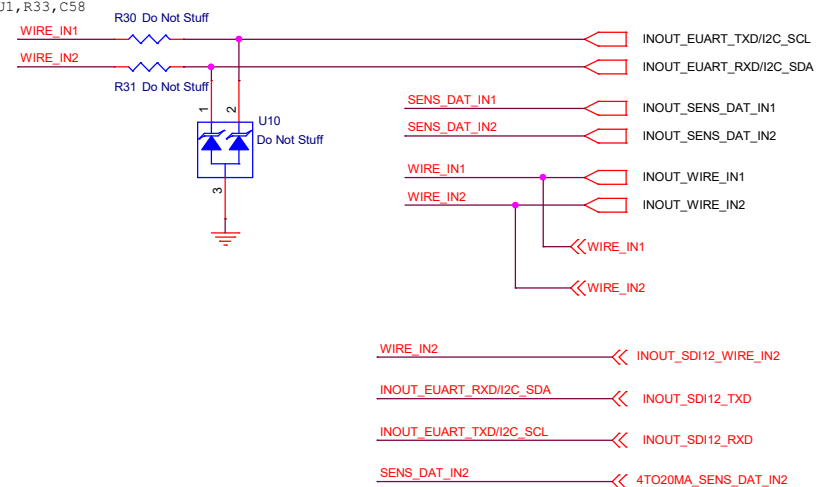 J1,R33,C58
R30 Do Not Stuff
WIRE_IN1
INOUT_EUART_TXD/I2C_SCL
WIRE_IN2
INOUT_EUART_RXD/I2C_SDA
R31 Do Not Stuff
1
2
U10
Do Not Stuff
3
SENS_DAT_IN1
INOUT_SENS_DAT_IN1
SENS_DAT_IN2
INOUT_SENS_DAT_IN2
WIRE_IN1
INOUT_WIRE_IN1
WIRE_IN2
INOUT_WIRE_IN2
WIRE_IN1
WIRE_IN2
WIRE_IN2
INOUT_SDI12_WIRE_IN2
INOUT_EUART_RXD/I2C_SDA
INOUT_SDI12_TXD
INOUT_EUART_TXD/I2C_SCL
INOUT_SDI12_RXD
SENS_DAT_IN2
4TO20MA_SENS_DAT_IN2